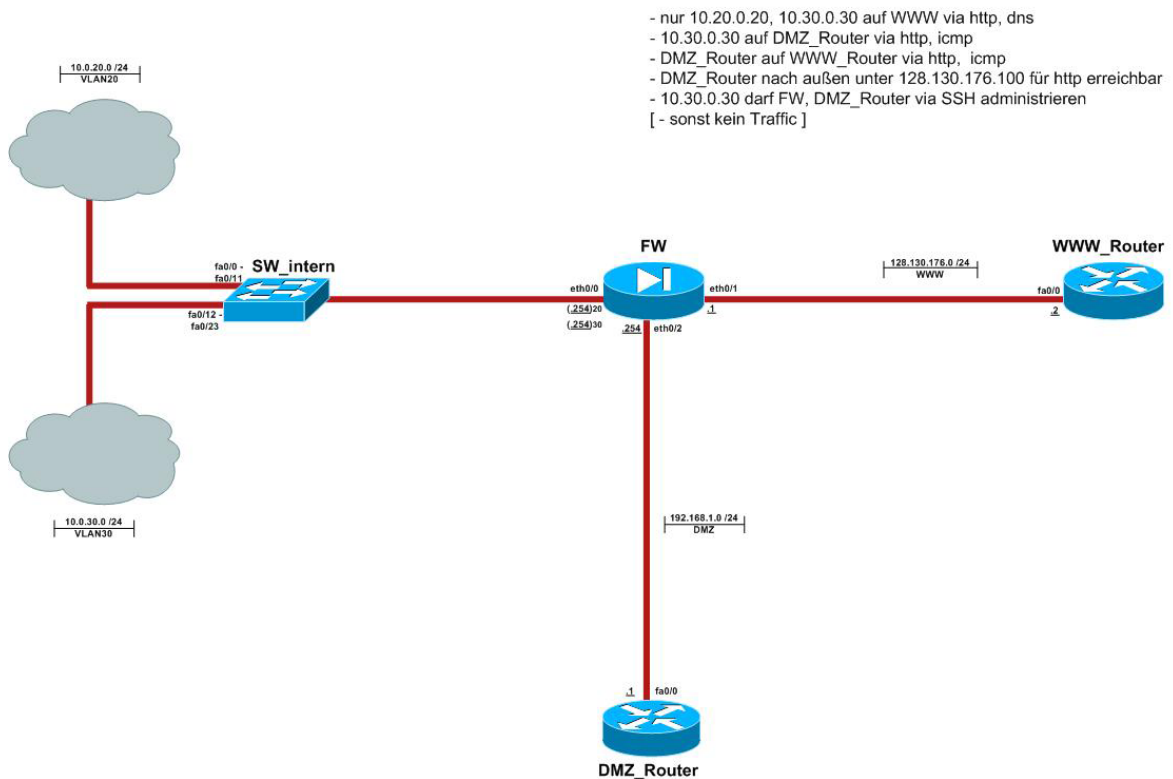 - nur 10.20.0.20, 10.30.0.30 auf WWW via http, dns
- 10.30.0.30 auf DMZ_Router via http, icmp
- DMZ_Router auf WWW_Router via http,  icmp
- DMZ_Router nach außen unter 128.130.176.100 für http erreichbar
- 10.30.0.30 darf FW, DMZ_Router via SSH administrieren
[ - sonst kein Traffic ]
10.0.20.0 /24
VLAN20
fa0/0 -
fa0/11
SW_intern
fa0/12 -
fa0/23
10.0.30.0 /24
VLAN30
FW
eth0/0
(.254)20
(.254)30
eth0/1
.1
.254
eth0/2
128.130.176.0 /24
WWW
WWW_Router
fa0/0
.2
192.168.1.0 /24
DMZ
.1
fa0/0
DMZ_Router